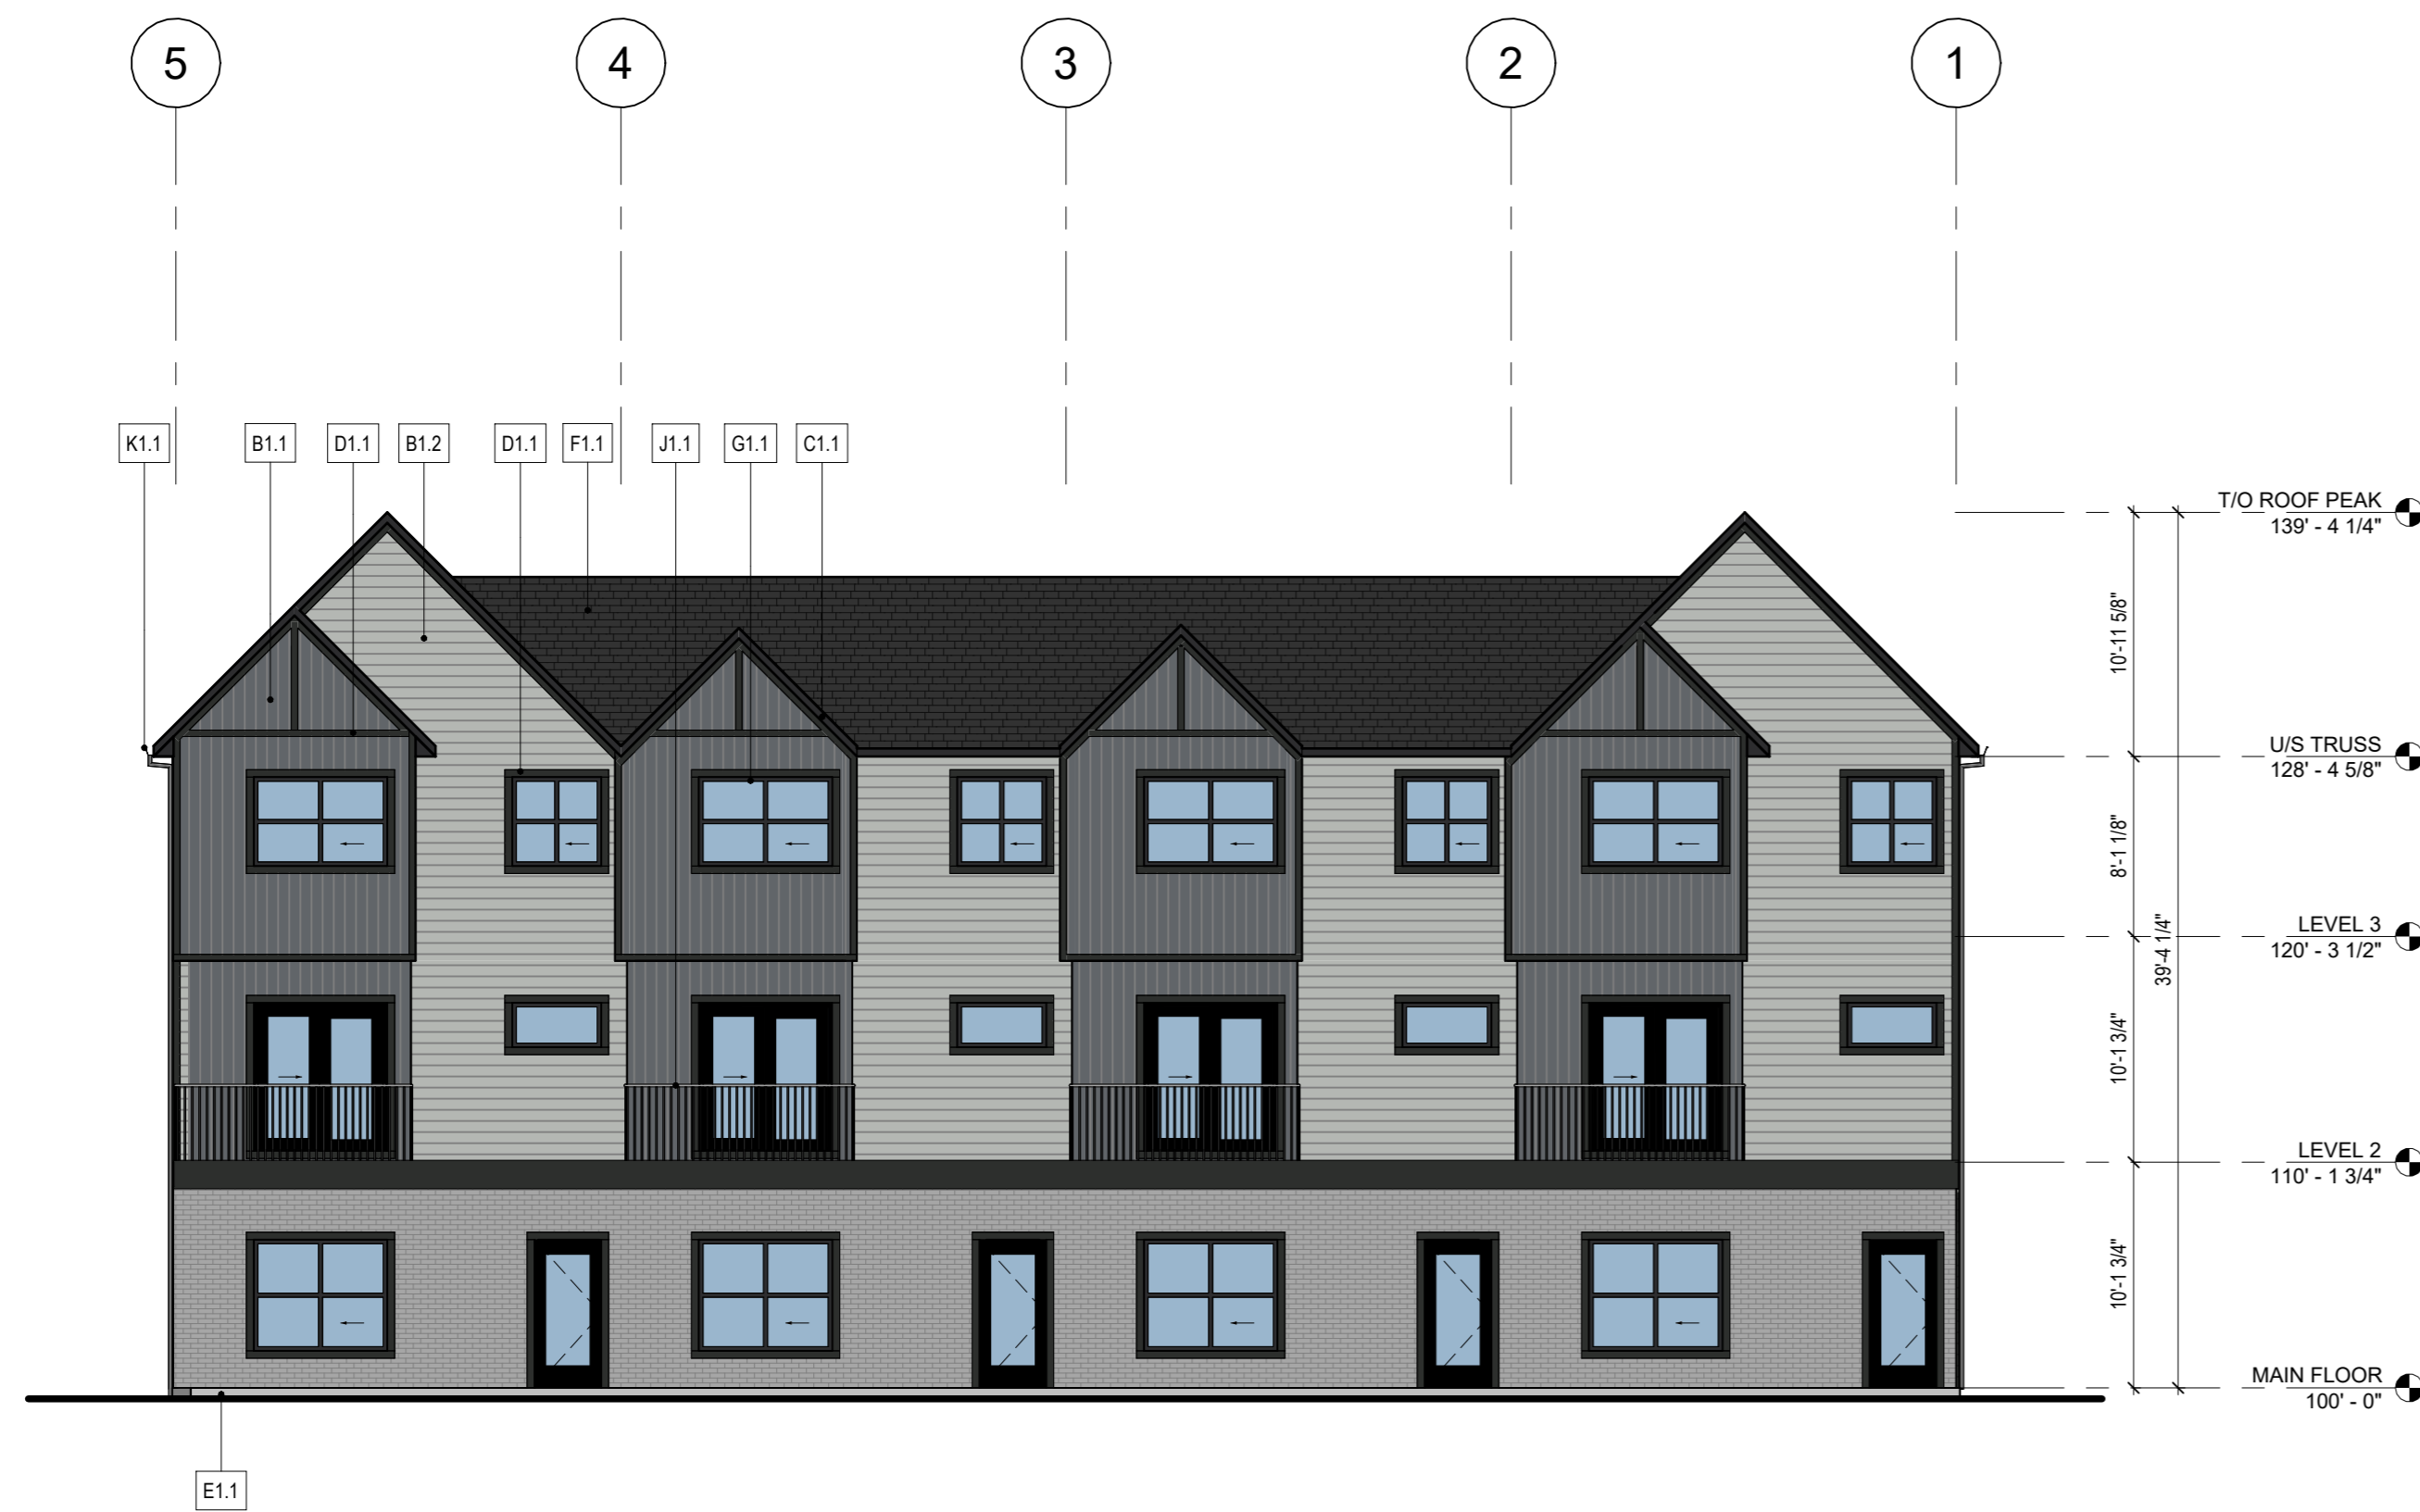 5
4
3
2
1
K1.1
B1.1
D1.1
B1.2
D1.1
F1.1
J1.1
G1.1
C1.1
T/O ROOF PEAK
139' - 4 1/4"
10'-11 5/8"
U/S TRUSS
128' - 4 5/8"
8'-1 1/8"
LEVEL 3
120' - 3 1/2"
39'-4 1/4"
10'-1 3/4"
LEVEL 2
110' - 1 3/4"
10'-1 3/4"
MAIN FLOOR
100' - 0"
E1.1